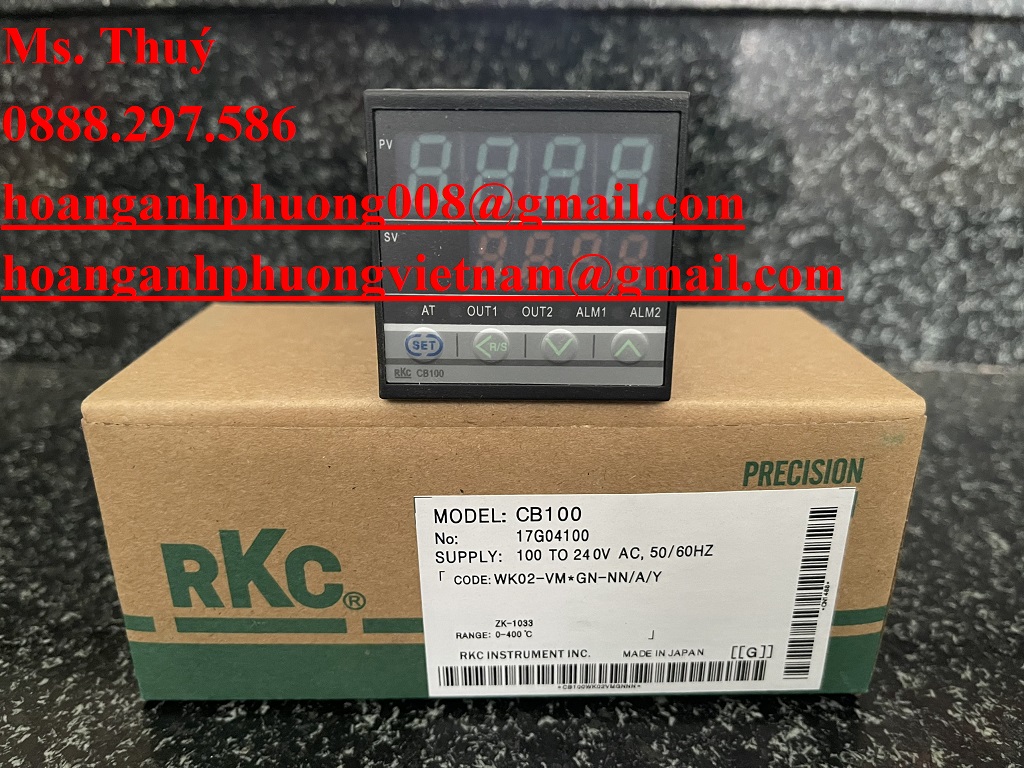 Ms. Thuý
0888.297.586
hoanganhphuong008@gmail.com
hoanganhphuongvietnam@gmail.com
PV
8888
SV
8888
AT OUT1 OUT2 ALM1 ALM2
SET R/S
RKC CB100
PRECISION
RKC®
MODEL: CB100
No: 17G04100
SUPPLY: 100 TO 240V AC, 50/60HZ
「 CODE: WK02-VM*GN-NN/A/Y
ZK-1033
RANGE: 0-400℃ 」
RKC INSTRUMENT INC. MADE IN JAPAN [[G]]
*CB100WK02VMGNNN*